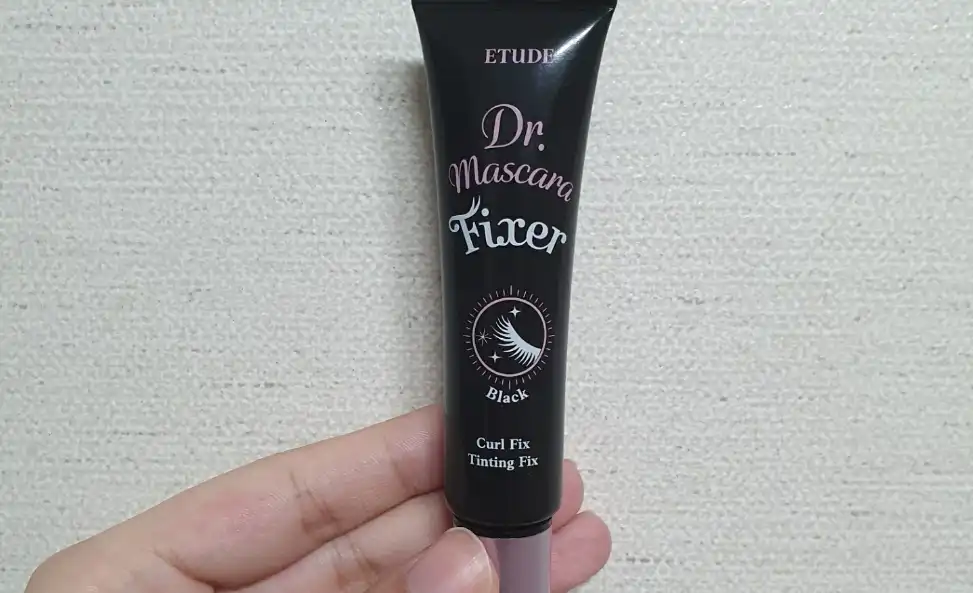 ETUDE
Dr.
Mascara
Fixer
Black
Curl Fix
Tinting Fix